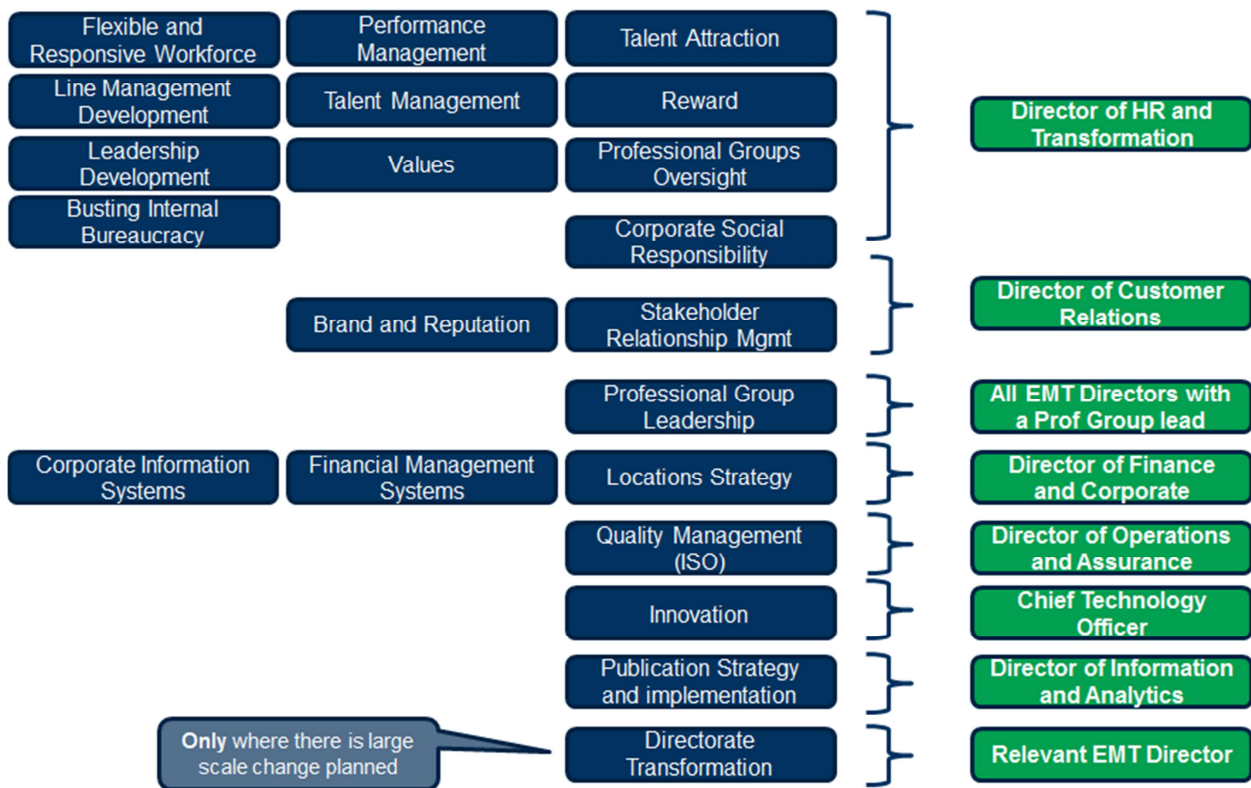 Flexible and
Responsive Workforce
Performance
Management
Talent Attraction
Line Management
Development
Talent Management
Reward
Director of HR and
Transformation
Leadership
Development
Values
Professional Groups
Oversight
Busting Internal
Bureaucracy
Corporate Social
Responsibility
Brand and Reputation
Stakeholder
Relationship Mgmt
Director of Customer
Relations
Professional Group
Leadership
All EMT Directors with
a Prof Group lead
Corporate Information
Systems
Financial Management
Systems
Locations Strategy
Director of Finance
and Corporate
Quality Management
(ISO)
Director of Operations
and Assurance
Innovation
Chief Technology
Officer
Publication Strategy
and implementation
Director of Information
and Analytics
Only where there is large
scale change planned
Directorate
Transformation
Relevant EMT Director